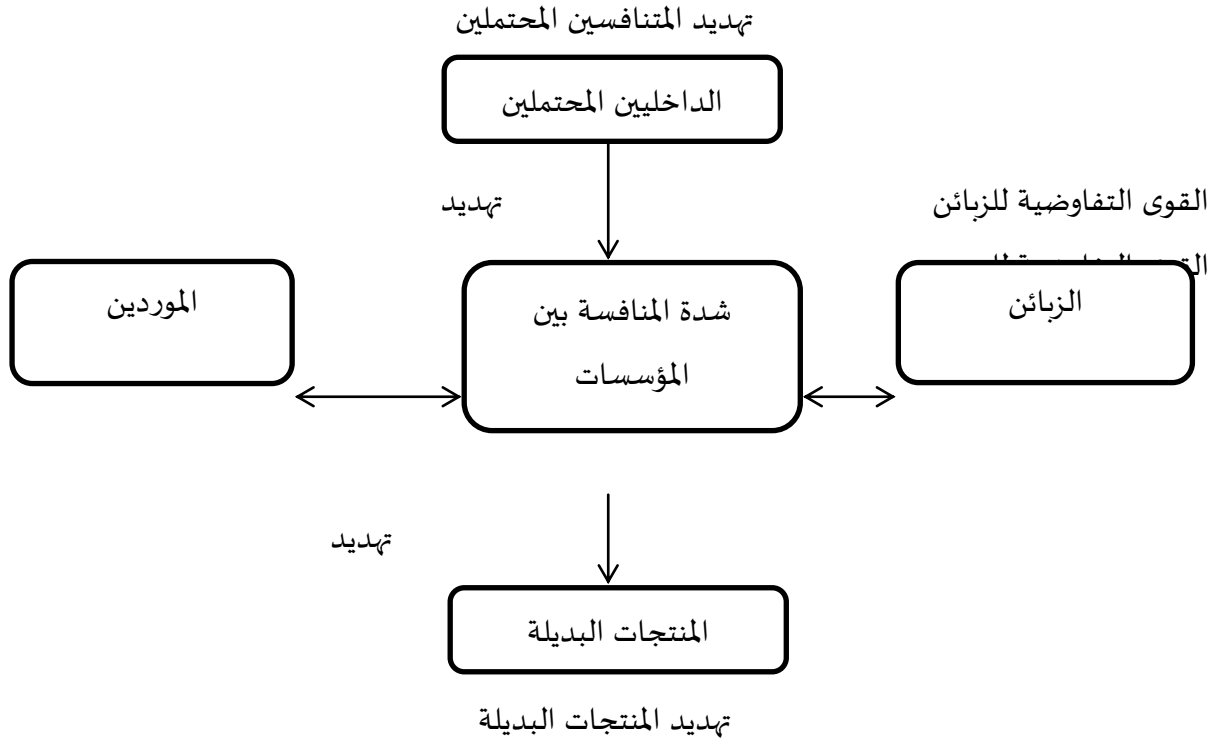 تهديد المتنافسين المحتملين
الداخليين المحتملين
تهديد
القوى التفاوضية للزبائن
الزبائن
شدة المنافسة بين
المؤسسات
الموردين
تهديد
المنتجات البديلة
تهديد المنتجات البديلة